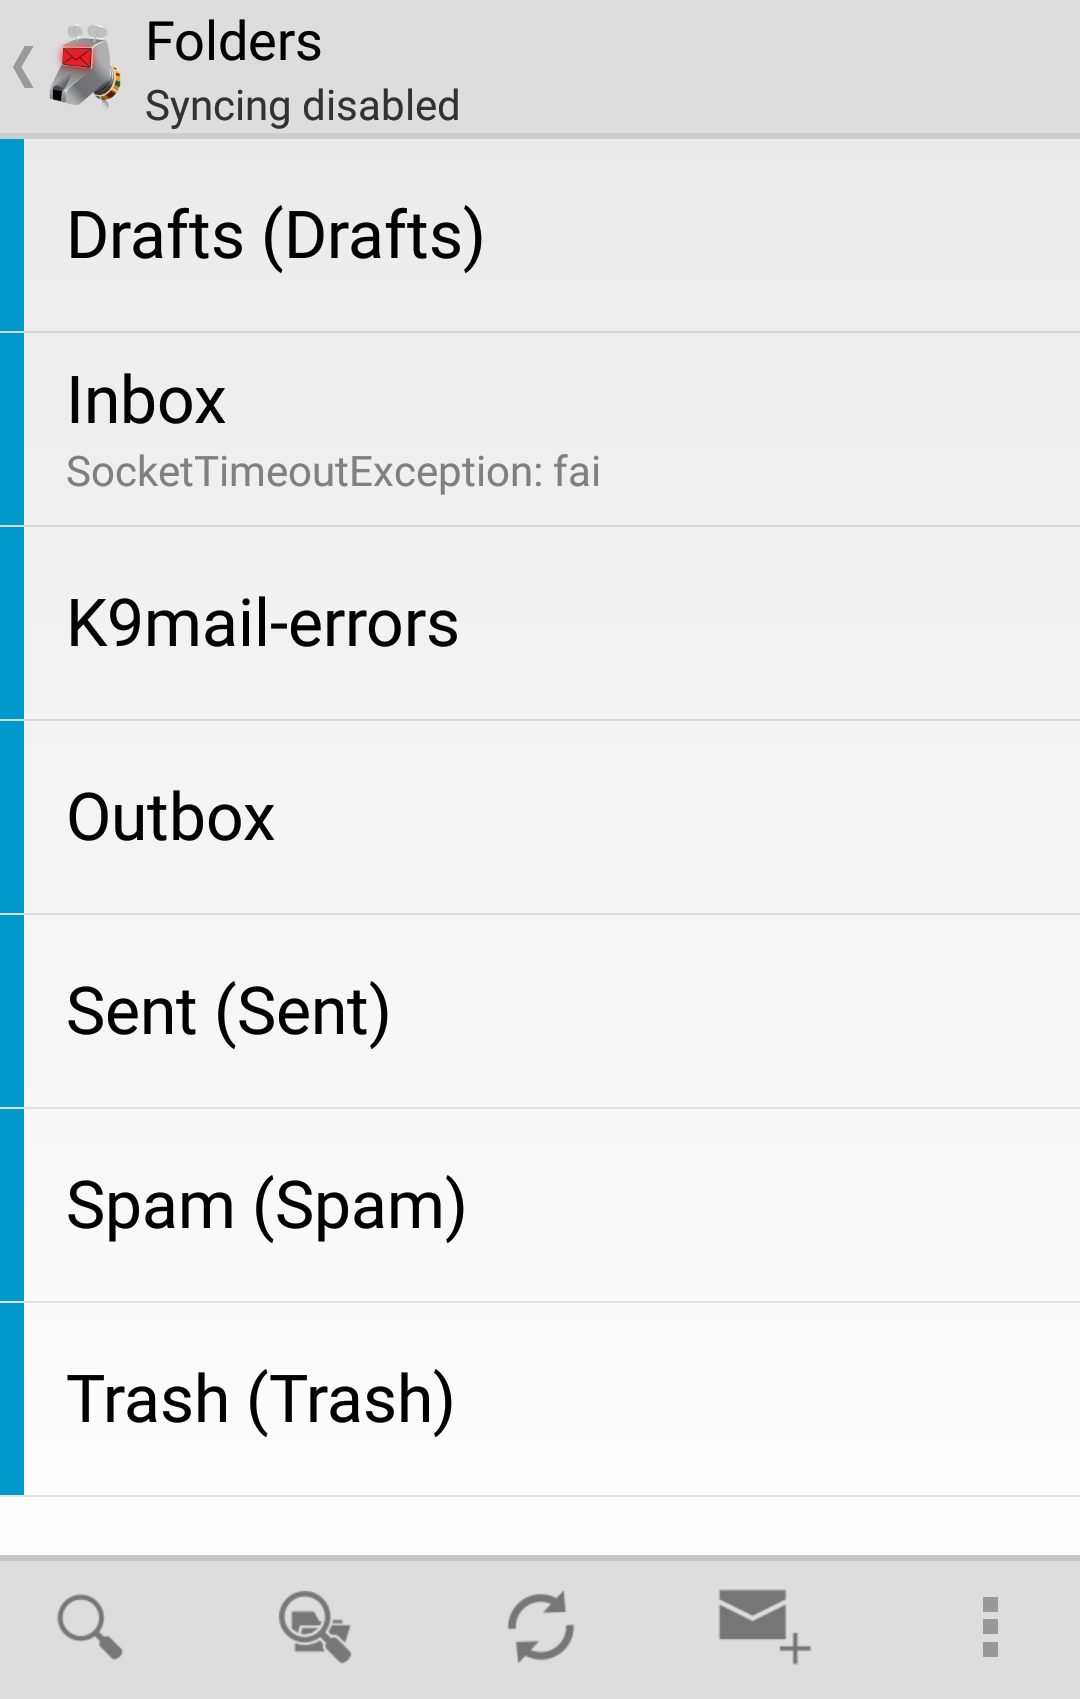 Folders
Syncing disabled
Drafts (Drafts)
Inbox
SocketTimeoutException: fai
K9mail-errors
Outbox
Sent (Sent)
Spam (Spam)
Trash (Trash)